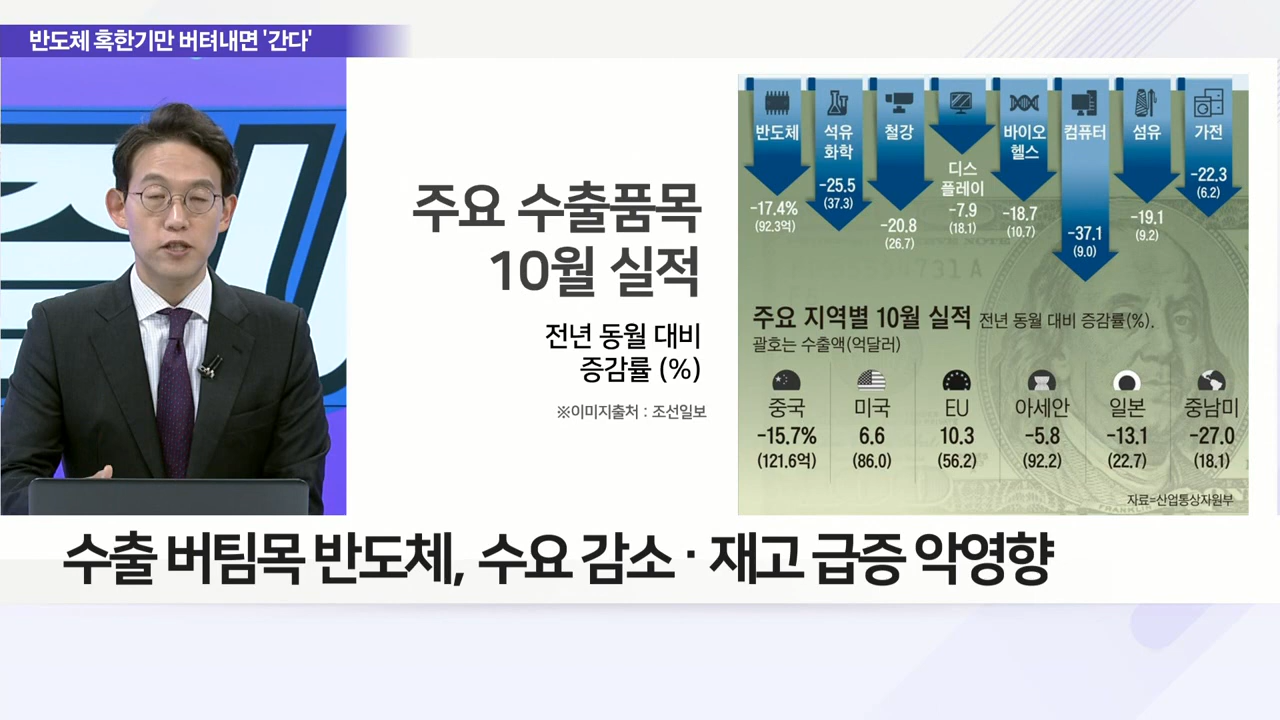 반도체 혹한기만 버텨내면 '간다'
주요 수출품목
10월 실적
전년 동월 대비
증감률 (%)
※이미지출처 : 조선일보
반도체
-17.4%
(92.3억)
석유
화학
-25.5
(37.3)
철강
-20.8
(26.7)
디스
플레이
-7.9
(18.1)
바이오
헬스
-18.7
(10.7)
컴퓨터
-37.1
(9.0)
섬유
-19.1
(9.2)
가전
-22.3
(6.2)
주요 지역별 10월 실적 전년 동월 대비 증감률(%).
괄호는 수출액(억달러)
중국
-15.7%
(121.6억)
미국
6.6
(86.0)
EU
10.3
(56.2)
아세안
-5.8
(92.2)
일본
-13.1
(22.7)
중남미
-27.0
(18.1)
자료=산업통상자원부
수출 버팀목 반도체, 수요 감소 · 재고 급증 악영향